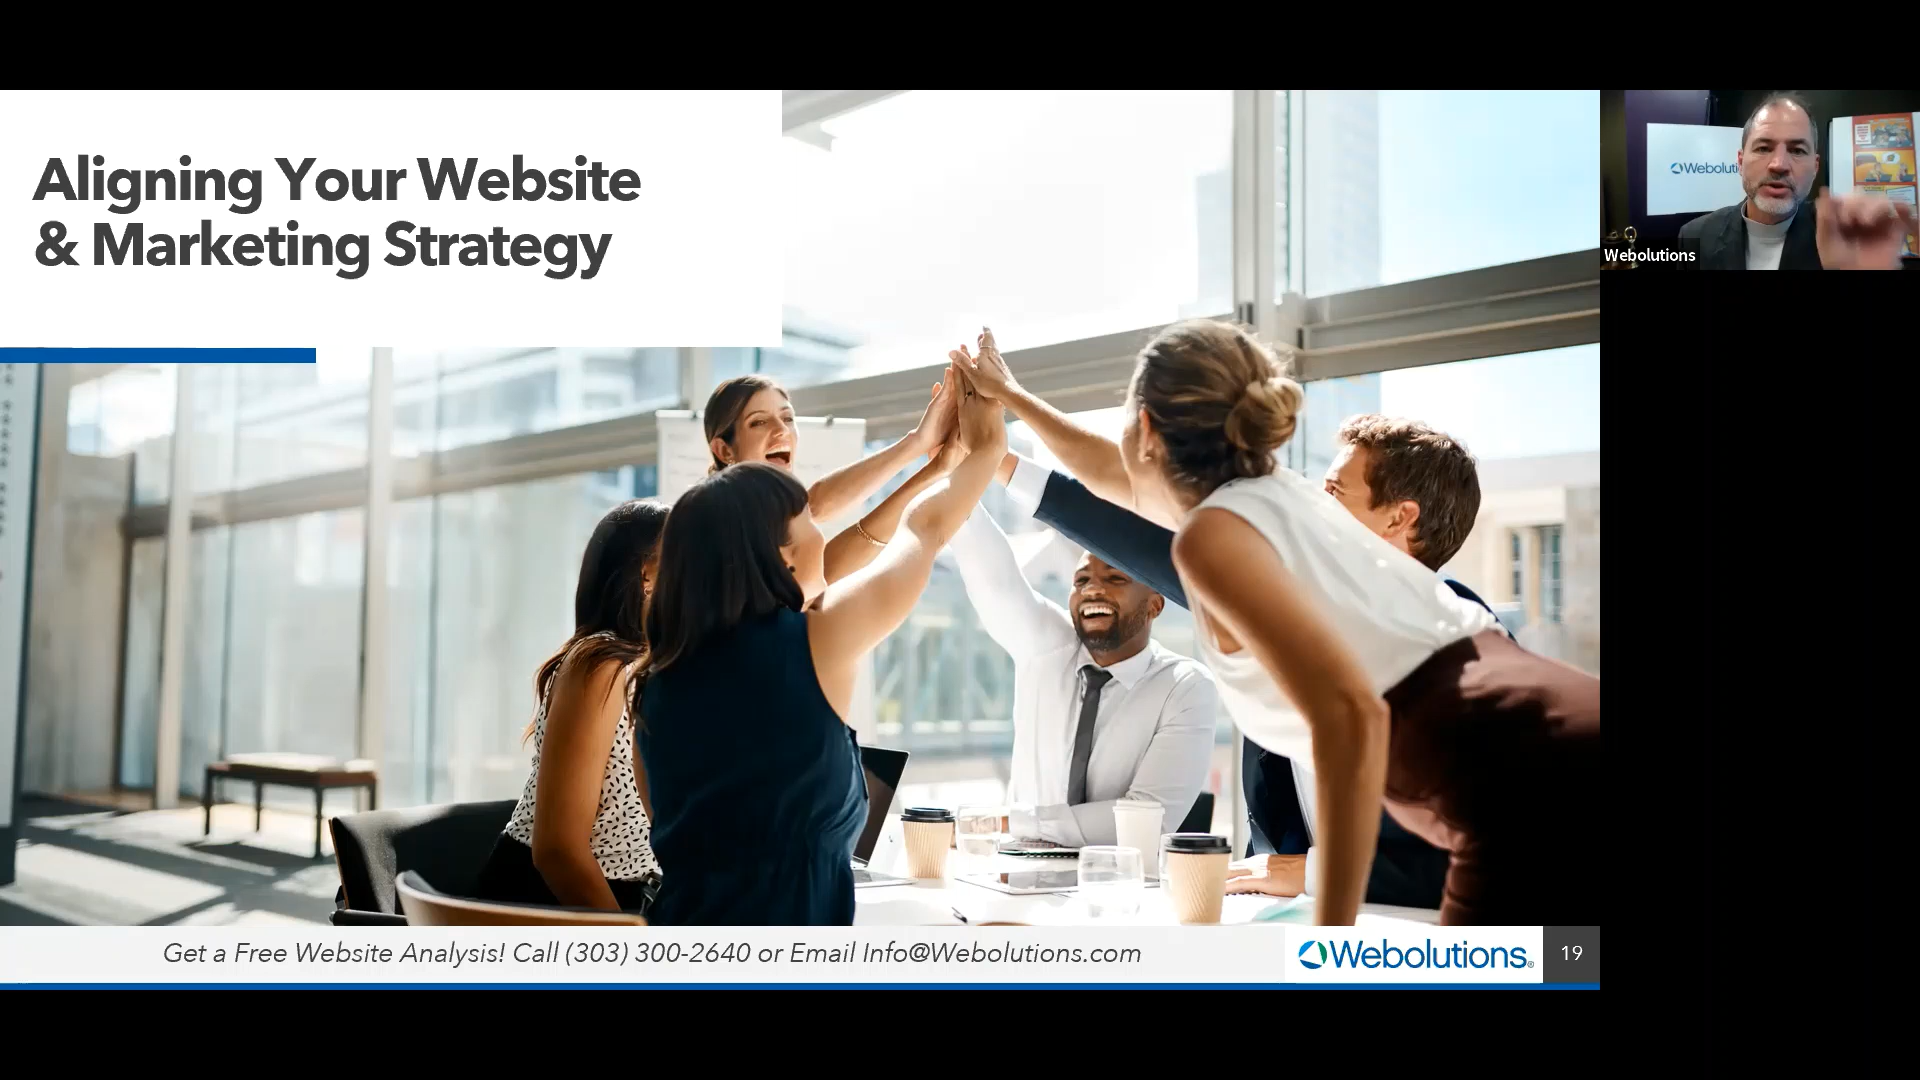 Aligning Your Website
& Marketing Strategy
Webolutions
Get a Free Website Analysis! Call (303) 300-2640 or Email Info@Webolutions.com
Webolutions®
19